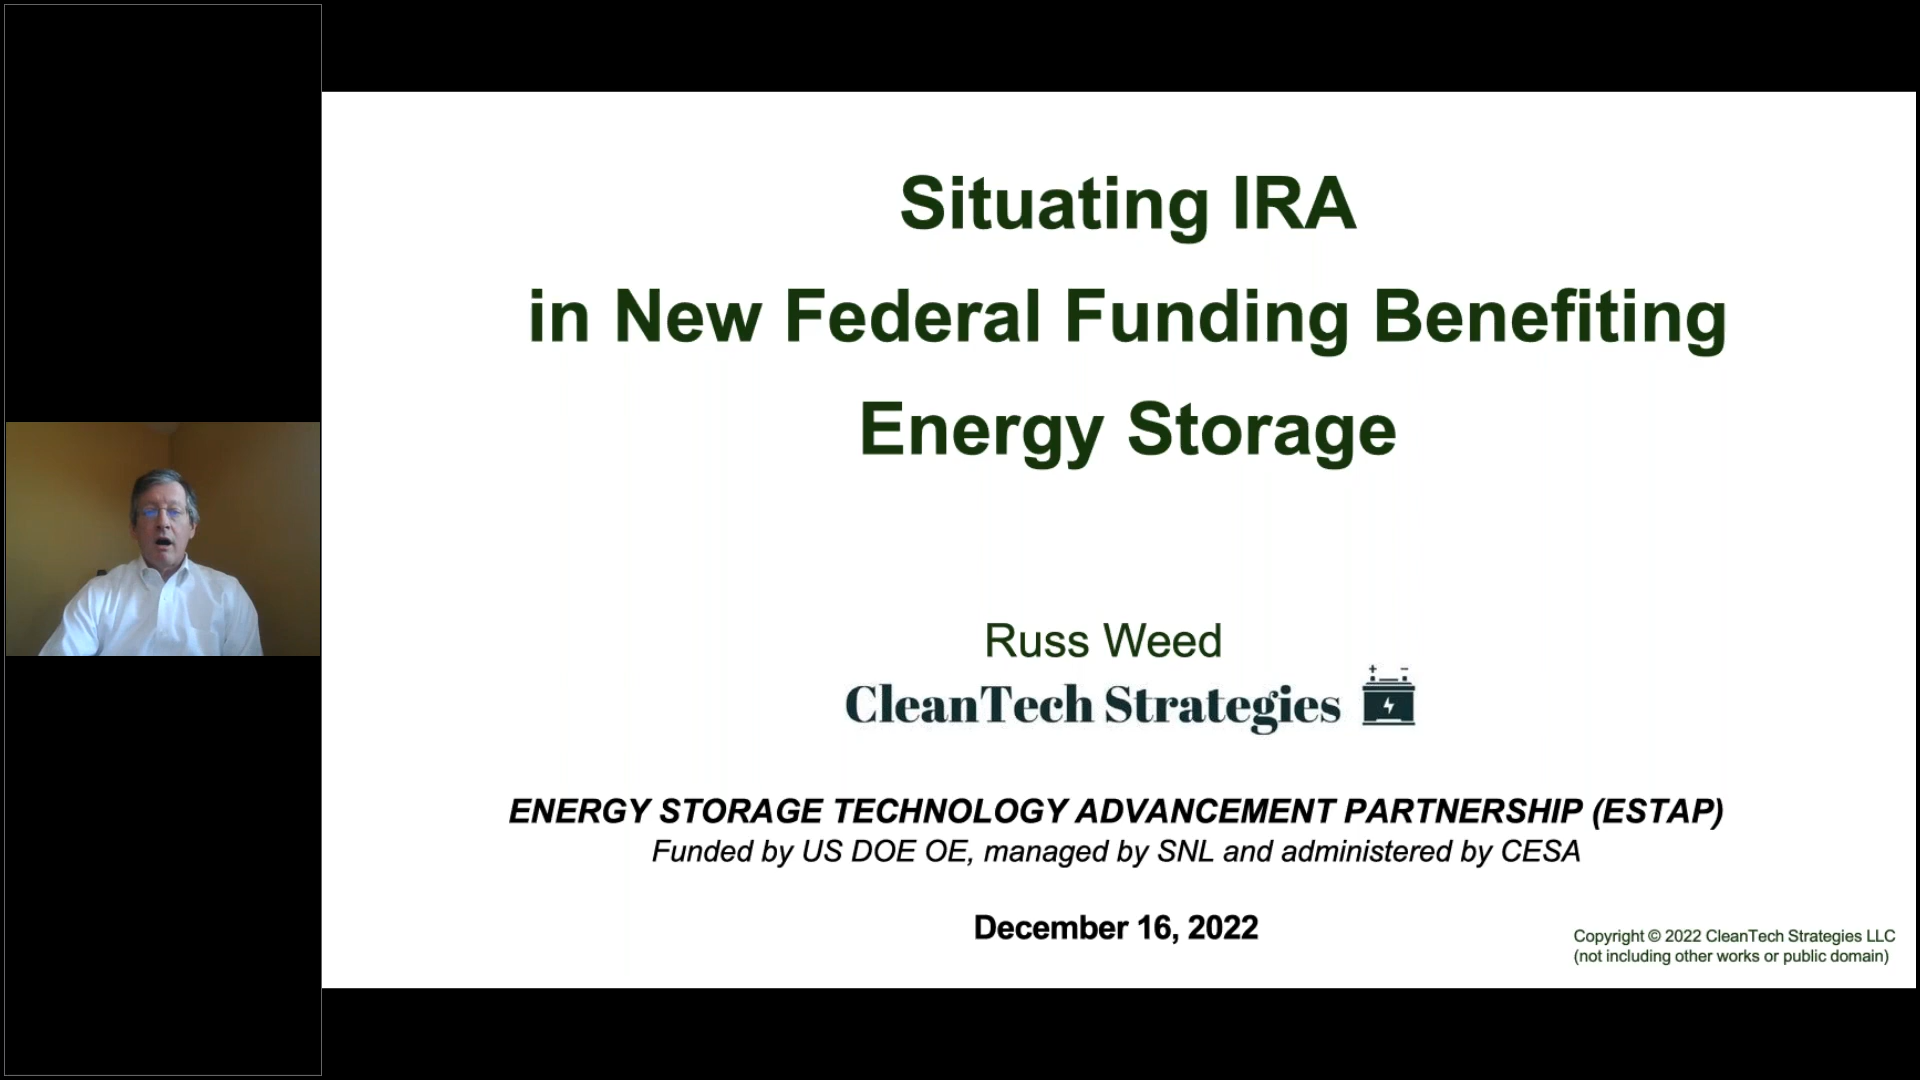 Situating IRA
in New Federal Funding Benefiting
Energy Storage
Russ Weed
CleanTech Strategies
ENERGY STORAGE TECHNOLOGY ADVANCEMENT PARTNERSHIP (ESTAP)
Funded by US DOE OE, managed by SNL and administered by CESA
December 16, 2022
Copyright © 2022 CleanTech Strategies LLC
(not including other works or public domain)